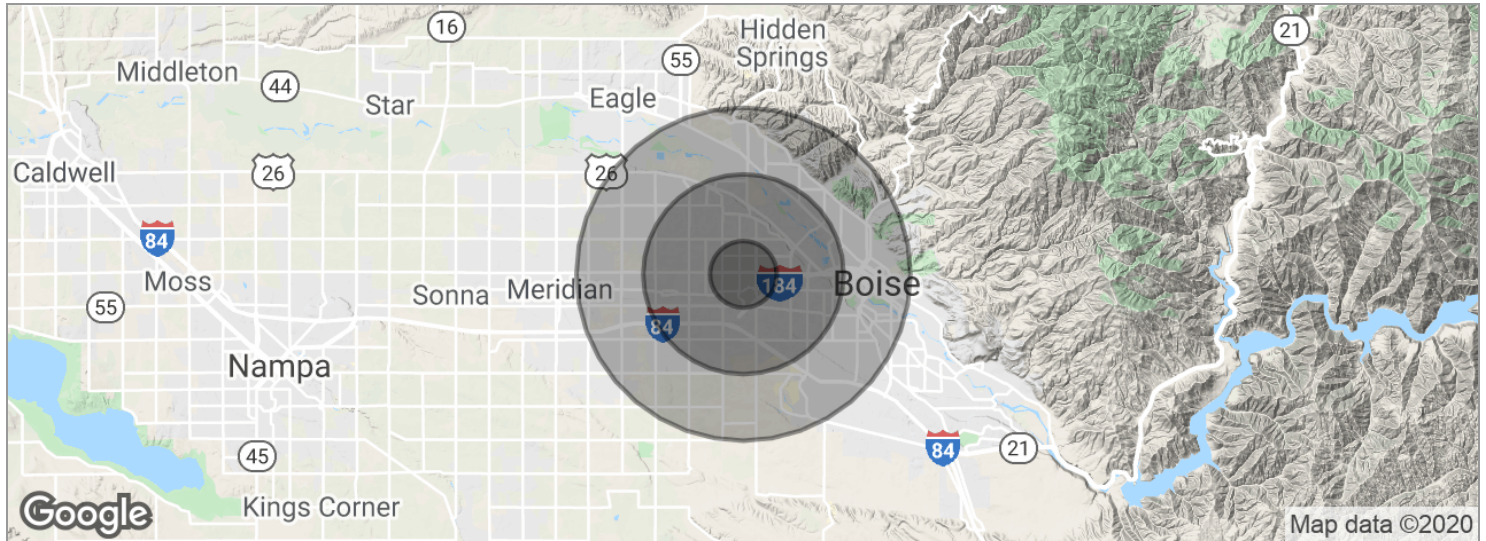 16
Hidden
Springs
21
55
Middleton
44
Star
Eagle
Caldwell
26
26
84
Moss
184
Boise
Sonna
Meridian
55
84
Nampa
84
21
45
Kings Corner
Google
Map data ©2020